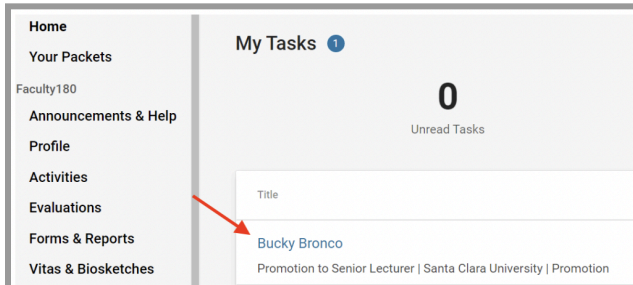 Home
Your Packets
Faculty180
Announcements & Help
Profile
Activities
Evaluations
Forms & Reports
Vitas & Biosketches
My Tasks 1
0
Unread Tasks
Title
Bucky Bronco
Promotion to Senior Lecturer | Santa Clara University | Promotion